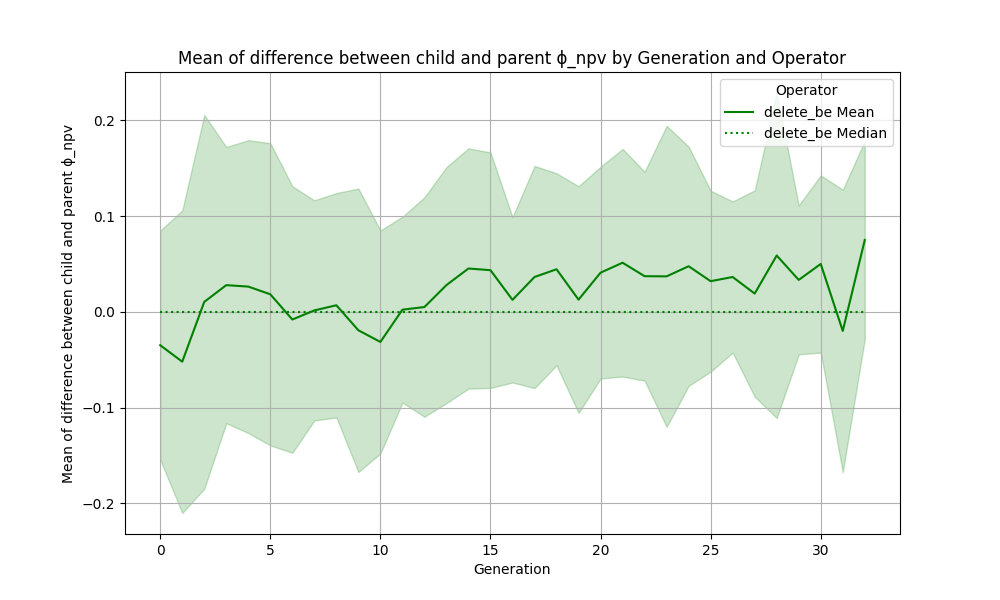 Mean of difference between child and parent ϕ_npv by Generation and Operator
Mean of difference between child and parent ϕ_npv
0.2
0.1
0.0
−0.1
−0.2
Operator
delete_be Mean
delete_be Median
0 5 10 15 20 25 30
Generation